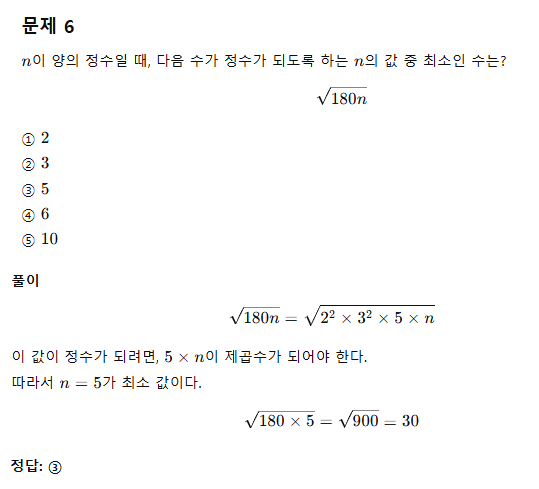 문제 6
n이 양의 정수일 때, 다음 수가 정수가 되도록 하는 n의 값 중 최소인 수는?
√180n
① 2
② 3
③ 5
④ 6
⑤ 10
풀이
√180n = √2² × 3² × 5 × n
이 값이 정수가 되려면, 5 × n이 제곱수가 되어야 한다.
따라서 n = 5가 최소 값이다.
√180 × 5 = √900 = 30
정답: ③